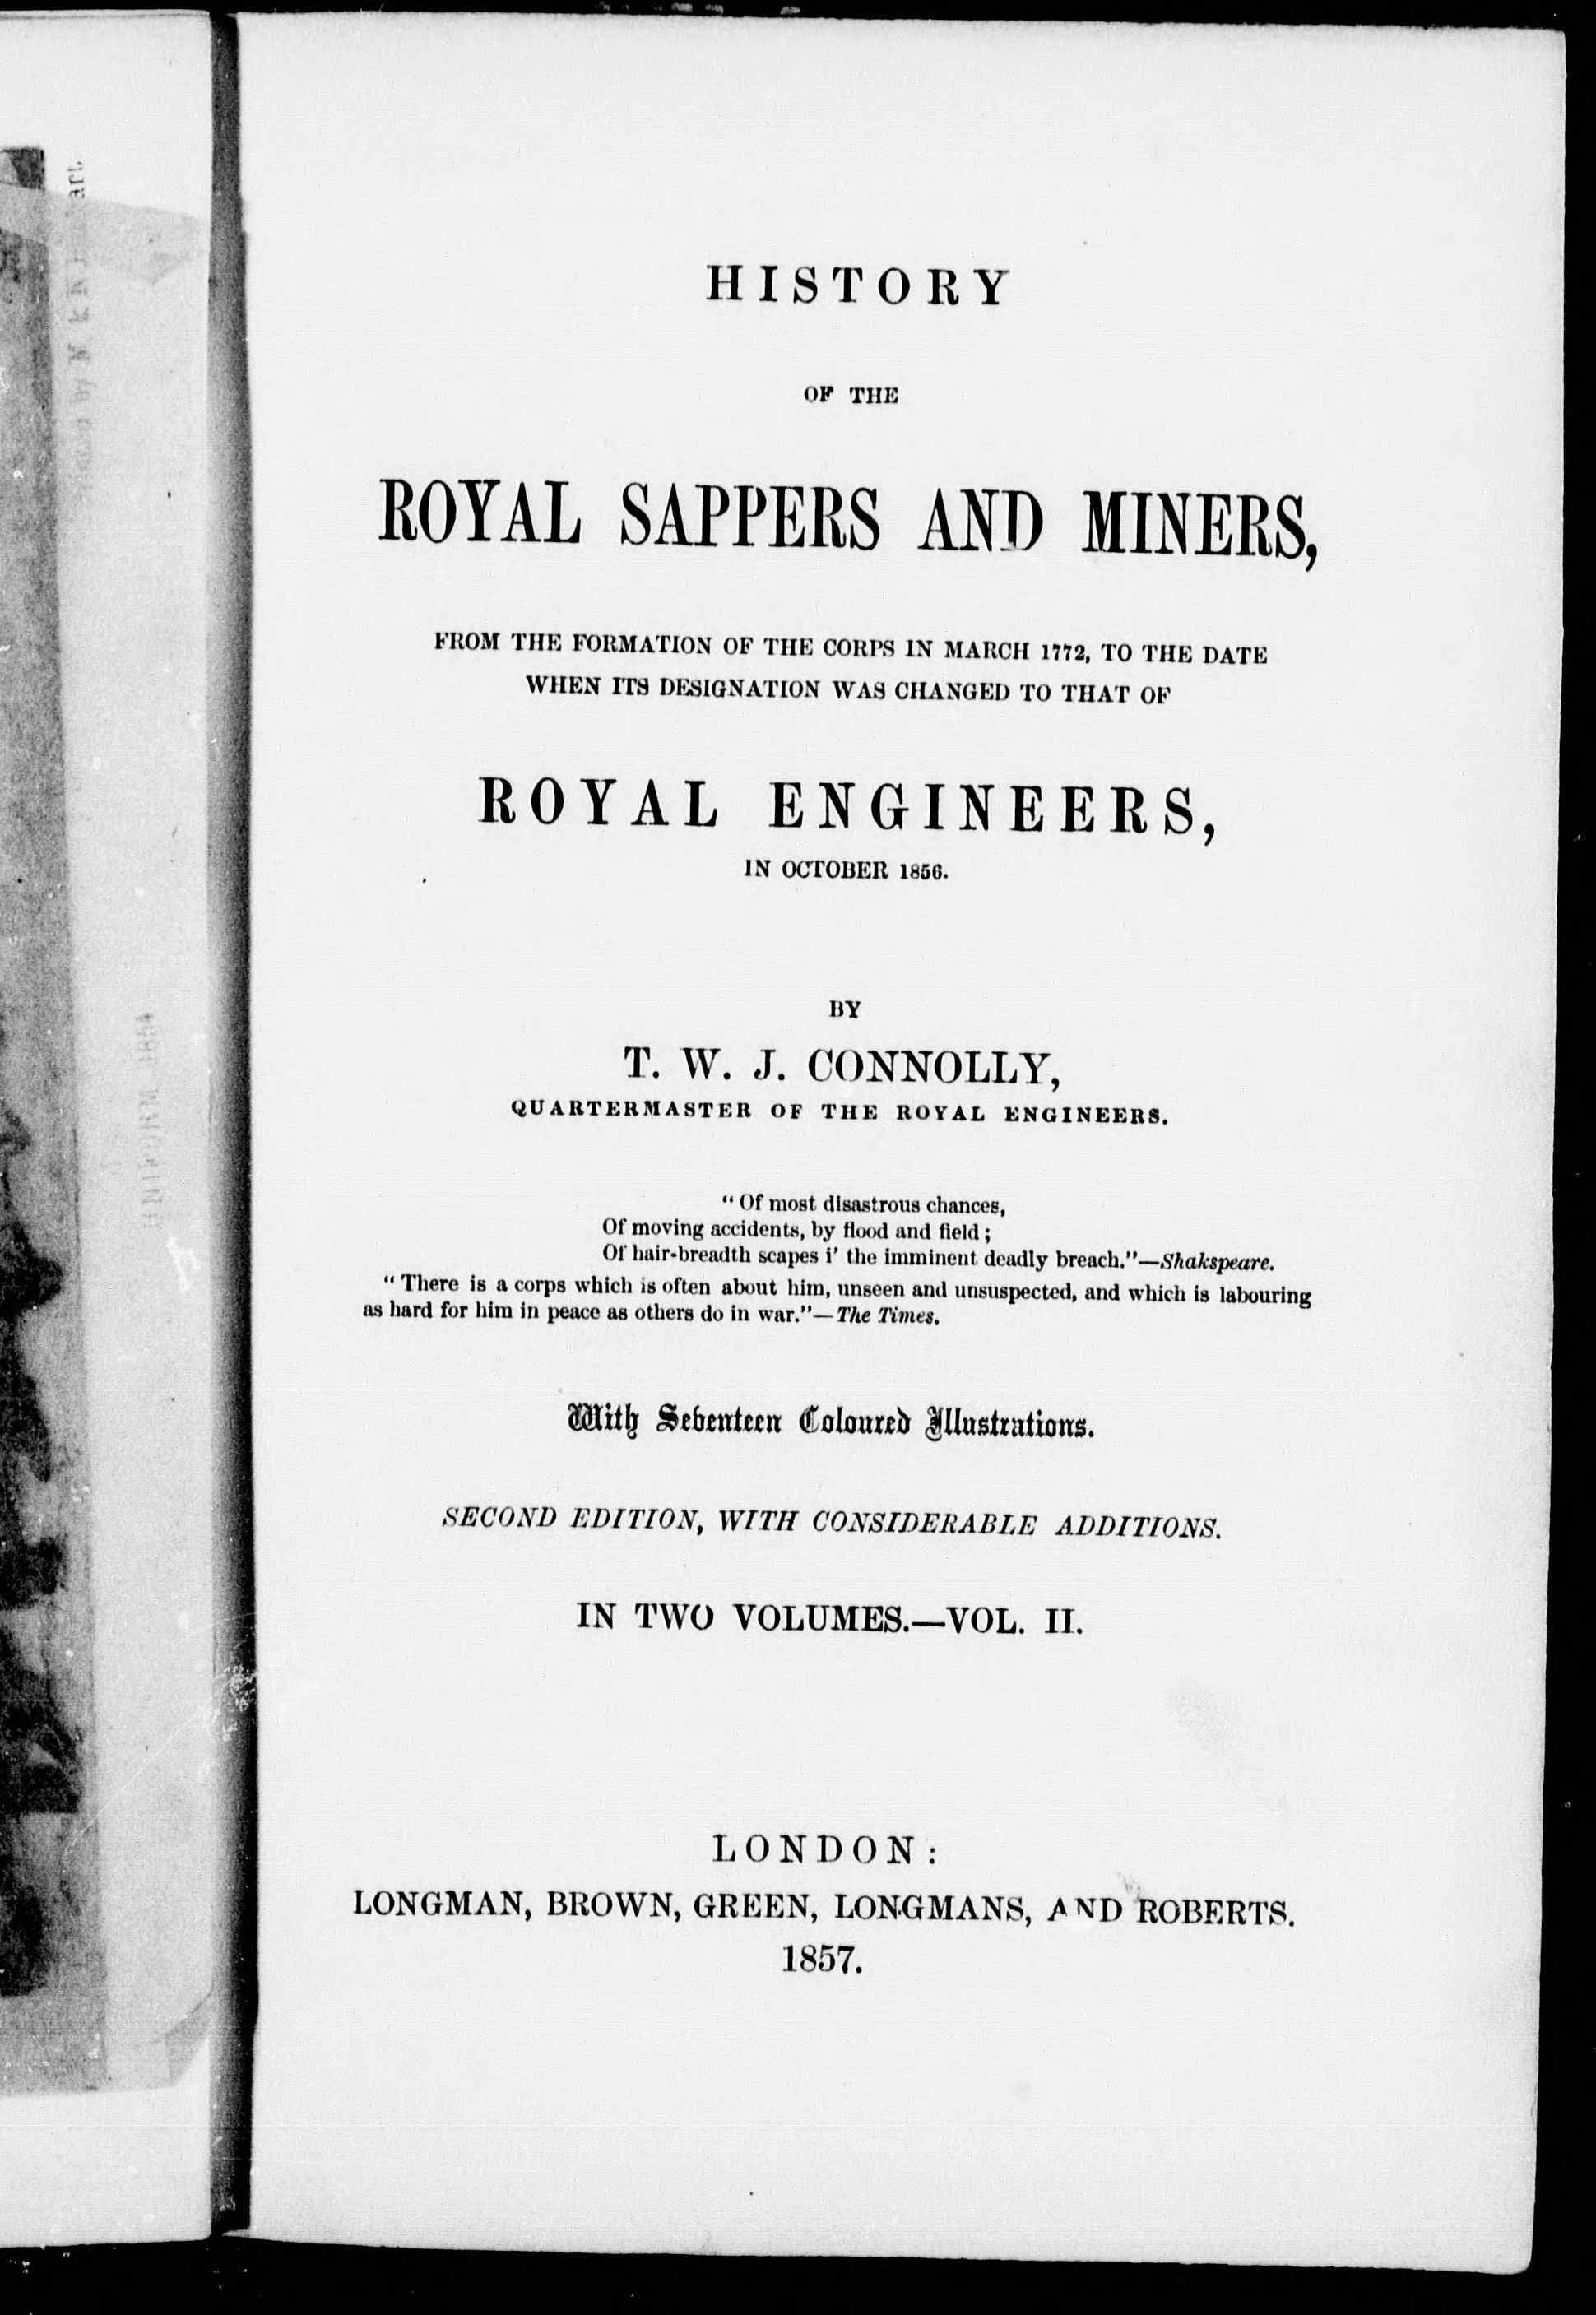 HISTORY
OF THE
ROYAL SAPPERS AND MINERS,
FROM THE FORMATION OF THE CORPS IN MARCH 1772, TO THE DATE
WHEN ITS DESIGNATION WAS CHANGED TO THAT OF
ROYAL ENGINEERS,
IN OCTOBER 1856.
BY
T. W. J. CONNOLLY,
QUARTERMASTER OF THE ROYAL ENGINEERS.
“Of most disastrous chances,
Of moving accidents, by flood and field;
Of hair-breadth scapes i’ the imminent deadly breach.”—Shakspeare.
“There is a corps which is often about him, unseen and unsuspected, and which is labouring
as hard for him in peace as others do in war.”—The Times.
With Seventeen Coloured Illustrations.
SECOND EDITION, WITH CONSIDERABLE ADDITIONS.
IN TWO VOLUMES.—VOL. II.
LONDON:
LONGMAN, BROWN, GREEN, LONGMANS, AND ROBERTS.
1857.